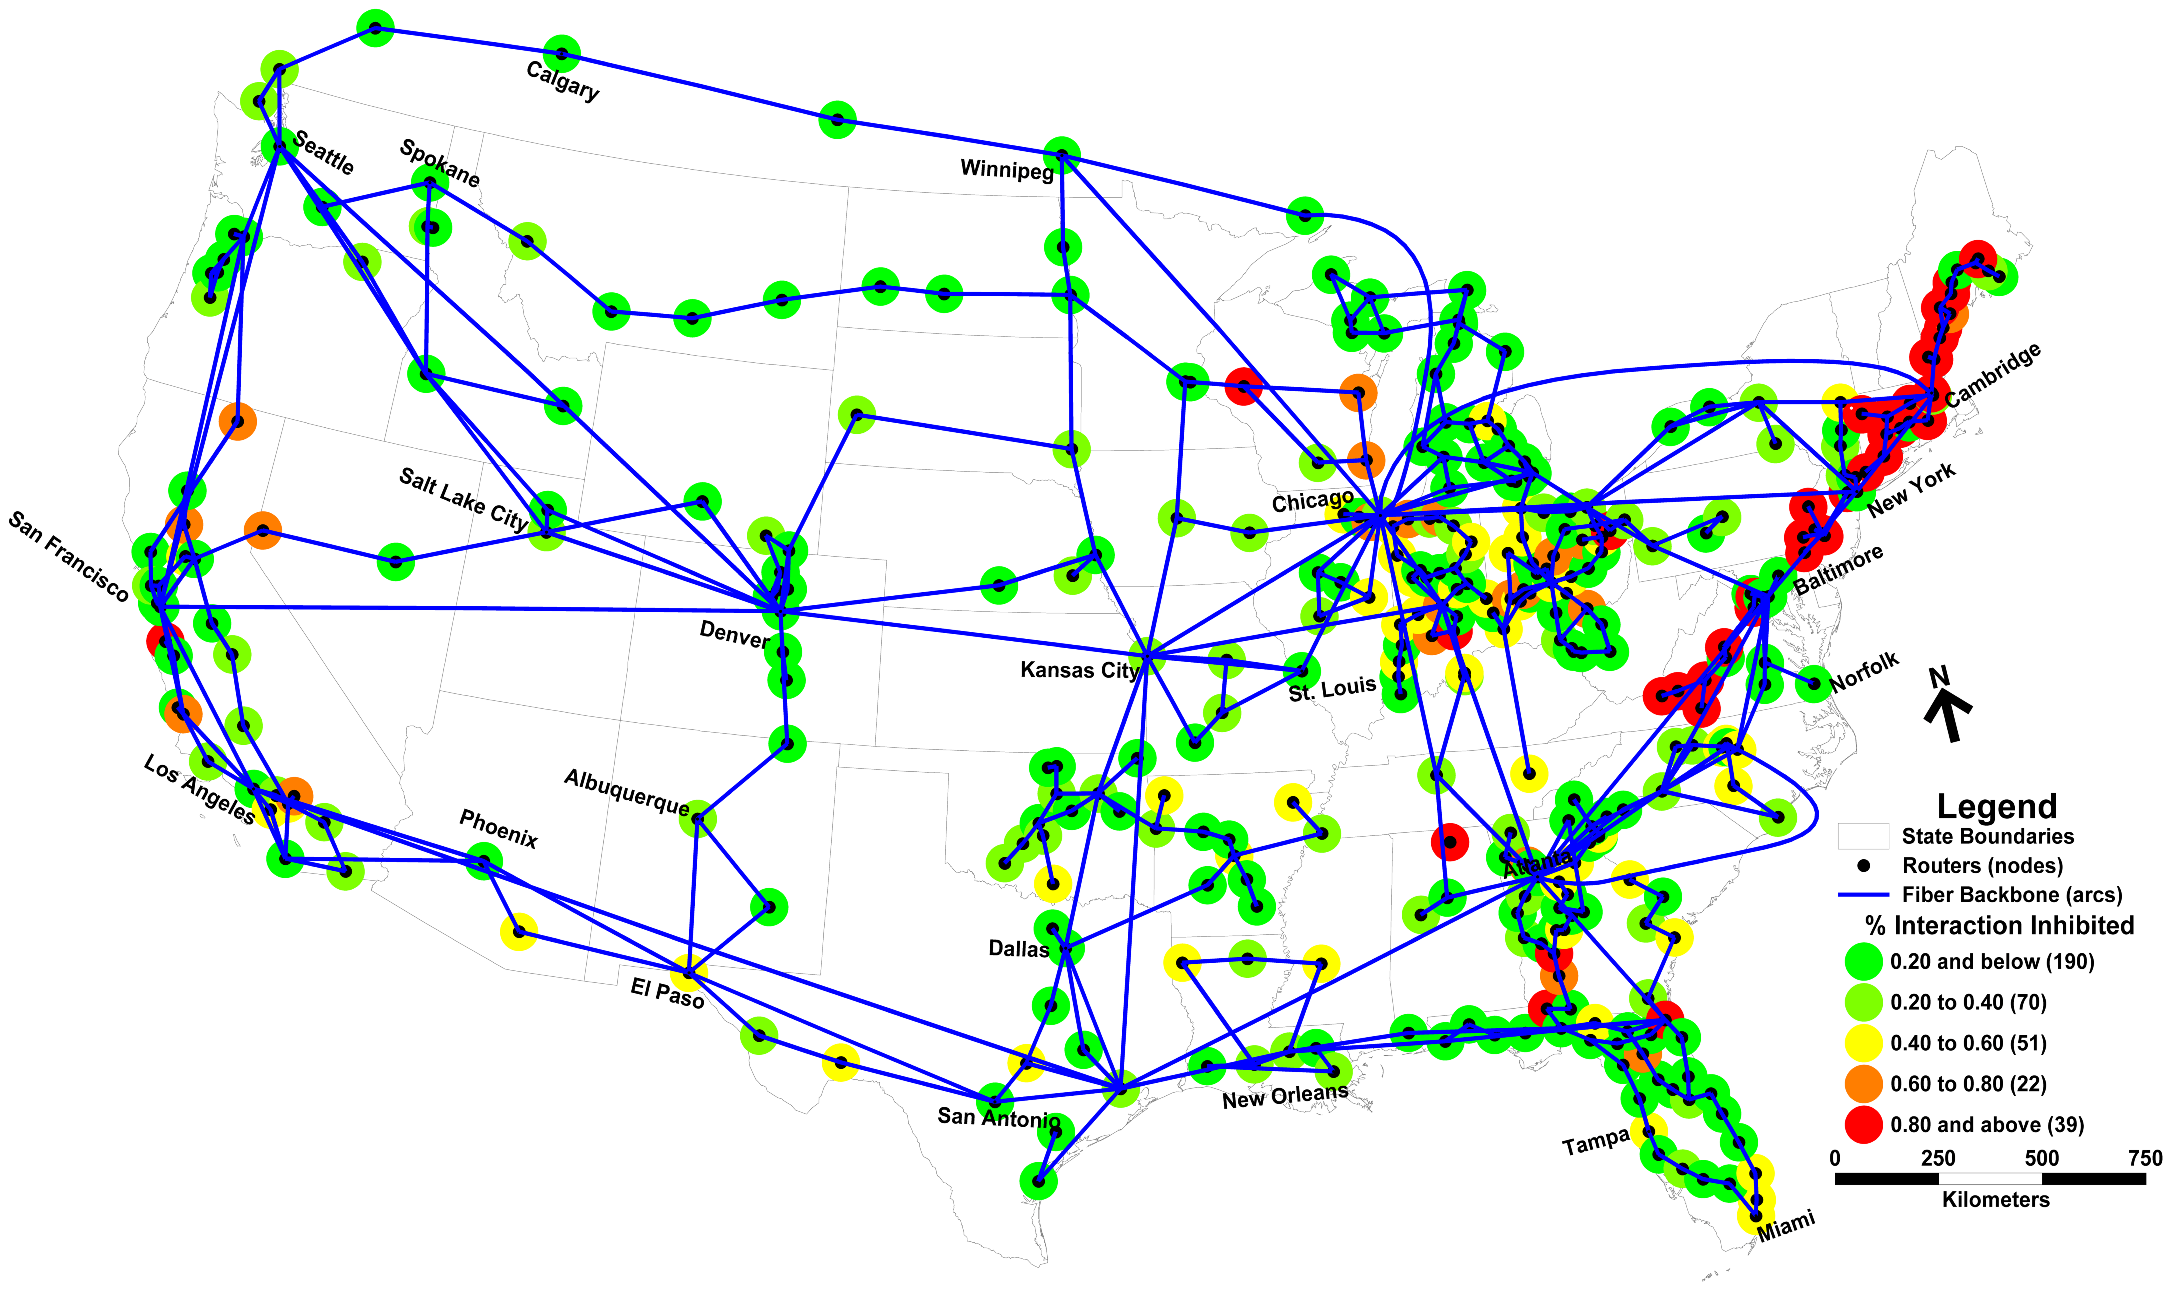 Calgary
Seattle
Spokane
Winnipeg
Cambridge
Salt Lake City
Chicago
New York
San Francisco
Baltimore
Denver
Kansas City
St. Louis
Norfolk
N
Los Angeles
Albuquerque
Phoenix
Atlanta
Dallas
El Paso
San Antonio
New Orleans
Tampa
Miami
Legend
State Boundaries
Routers (nodes)
Fiber Backbone (arcs)
% Interaction Inhibited
0.20 and below (190)
0.20 to 0.40 (70)
0.40 to 0.60 (51)
0.60 to 0.80 (22)
0.80 and above (39)
0 250 500 750
Kilometers